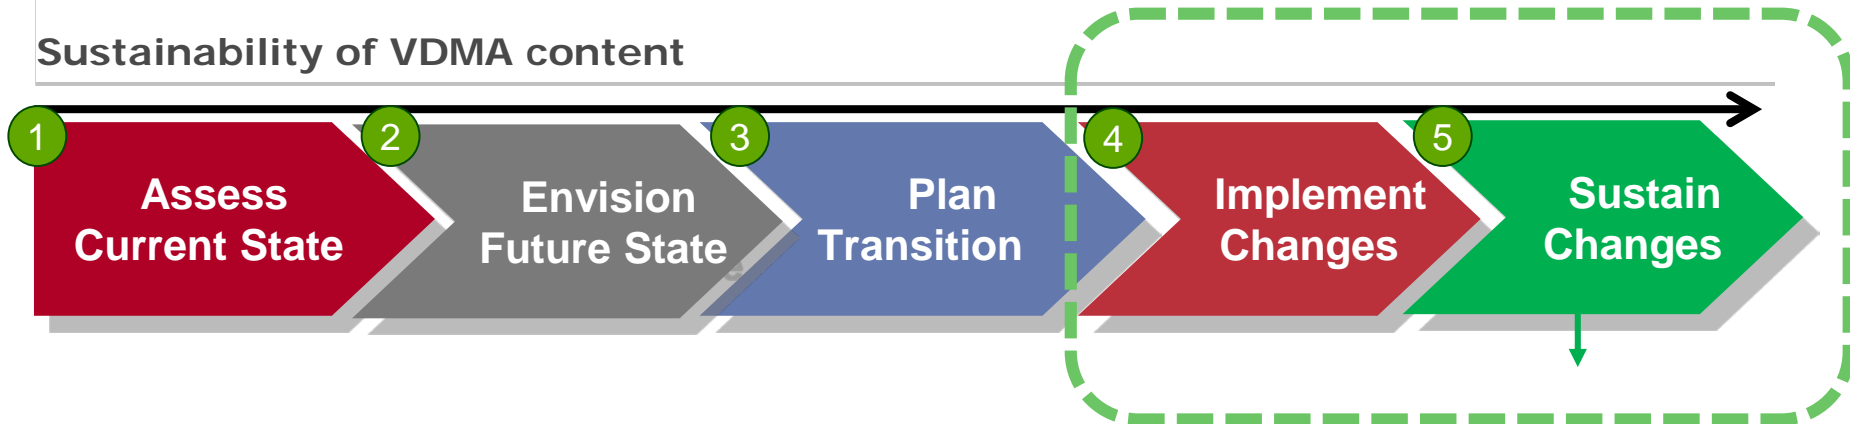 Sustainability of VDMA content
1
2
3
4
5
Assess
Current State
Envision
Future State
Plan
Transition
Implement
Changes
Sustain
Changes